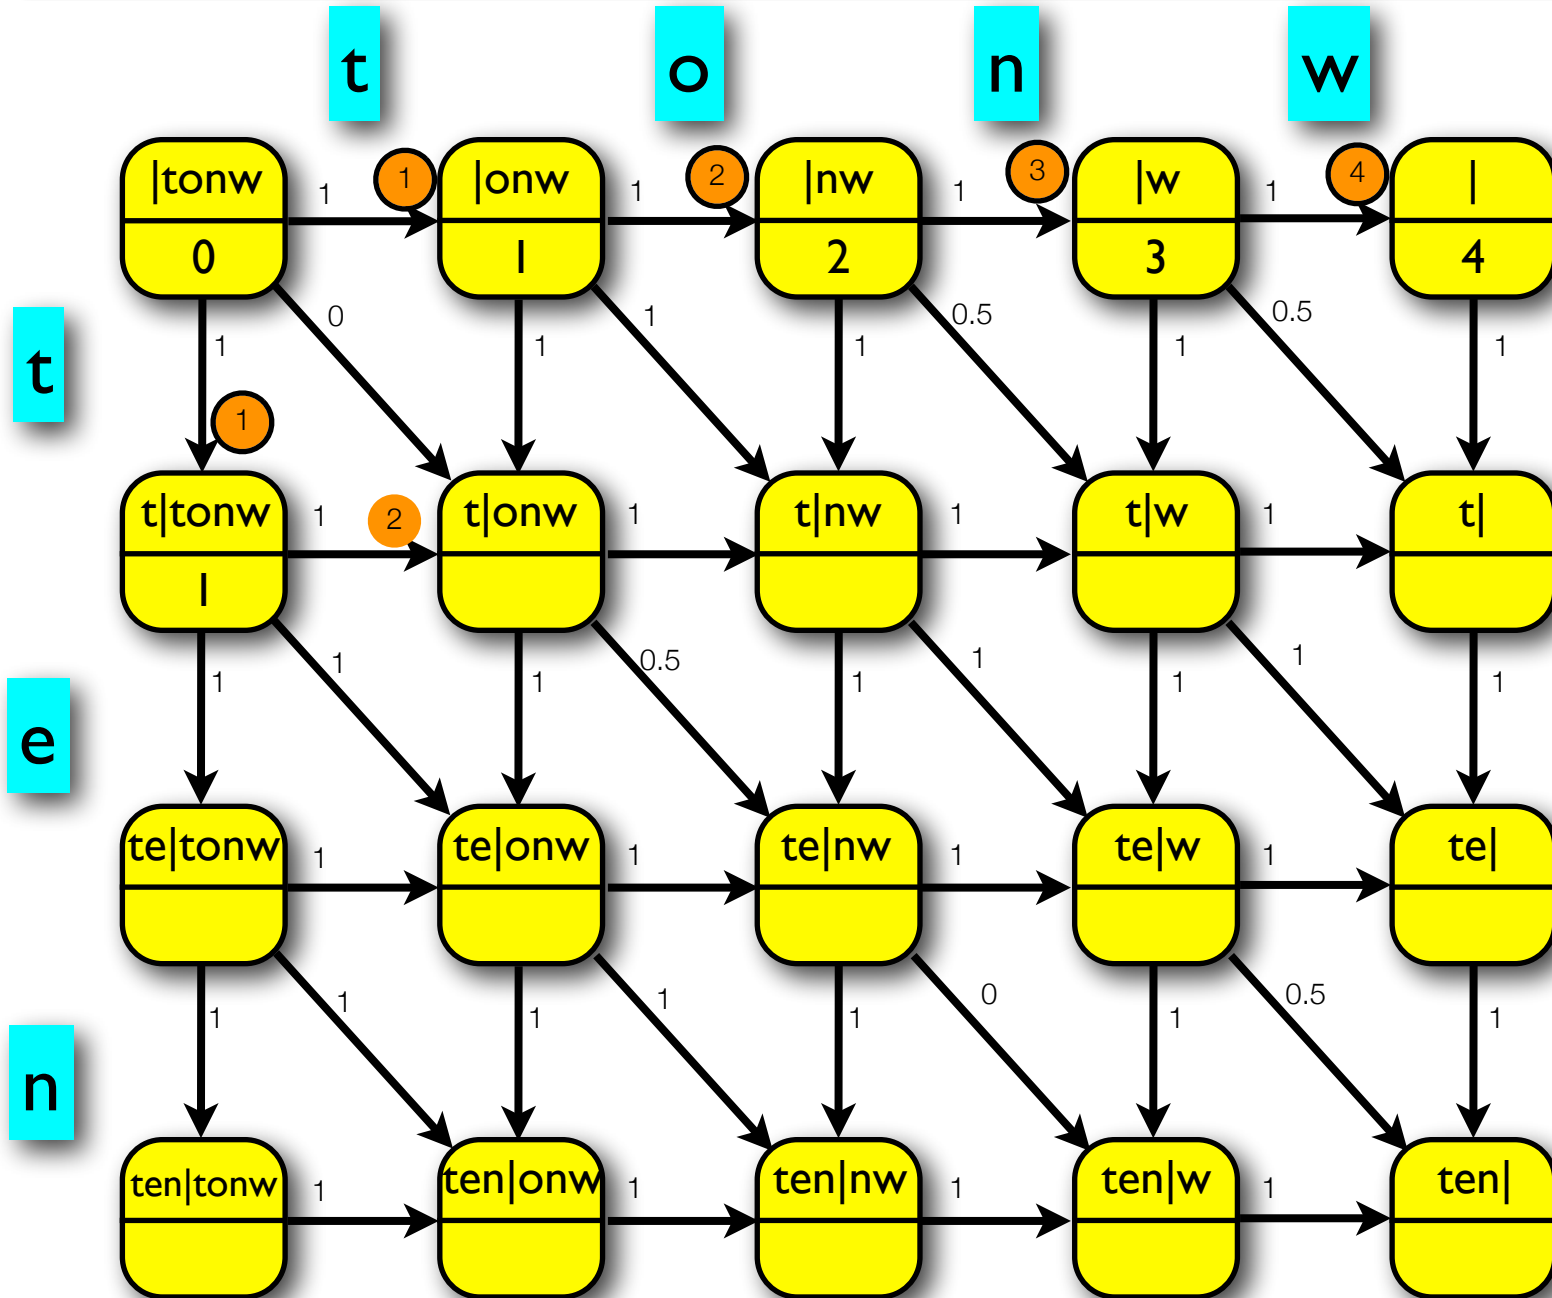 t o n w
|tonw 1 1 |onw 1 2 |nw 1 3 |w 1 4 |
0 1 2 3 4
t 1 0 1 1 1 0.5 1 0.5 1
1
t|tonw 1 2 t|onw 1 t|nw 1 t|w 1 t|
1
e 1 1 1 0.5 1 1 1 1 1
te|tonw 1 te|onw 1 te|nw 1 te|w 1 te|
n 1 1 1 1 1 0 1 0.5 1
ten|tonw 1 ten|onw 1 ten|nw 1 ten|w 1 ten|